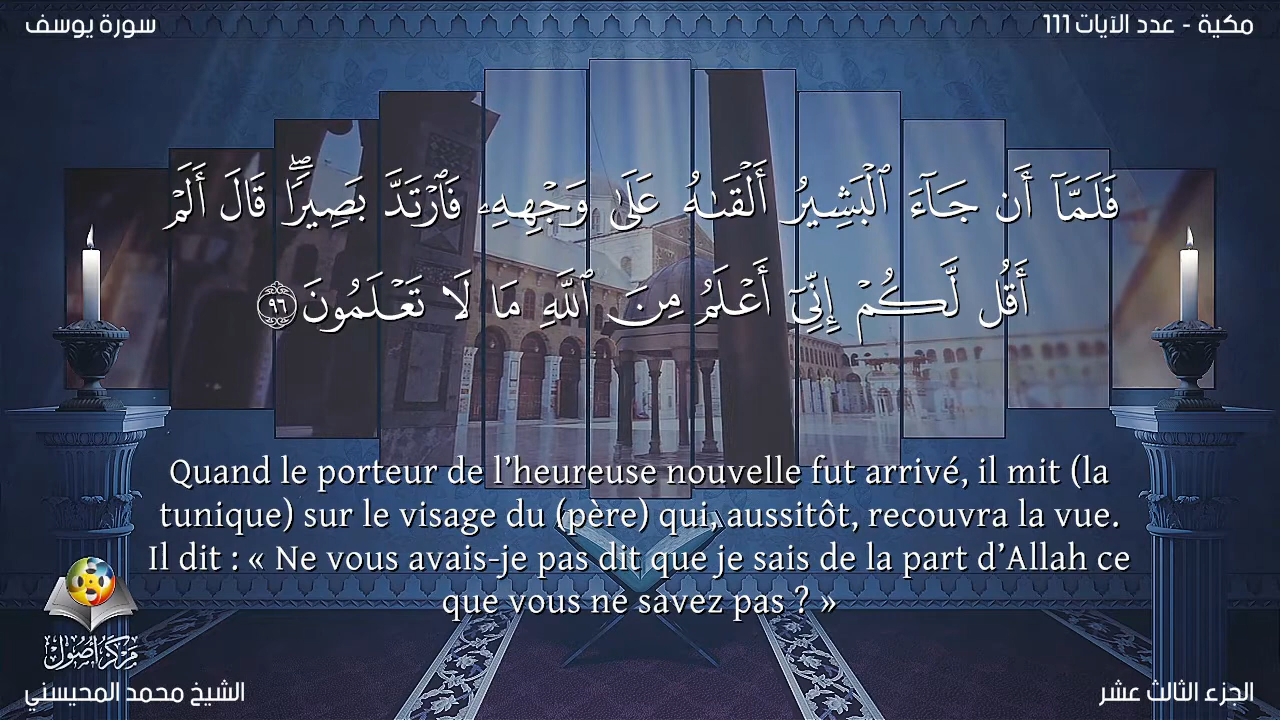 سورة يوسف
مكية - عدد الآيات 111
فَلَمَّآ أَن جَآءَ ٱلْبَشِيرُ أَلْقَىٰهُ عَلَىٰ وَجْهِهِۦ فَٱرْتَدَّ بَصِيرًۭا ۖ قَالَ أَلَمْ
أَقُل لَّكُمْ إِنِّىٓ أَعْلَمُ مِنَ ٱللَّهِ مَا لَا تَعْلَمُونَ ٩٦
Quand le porteur de l’heureuse nouvelle fut arrivé, il mit (la
tunique) sur le visage du (père) qui, aussitôt, recouvra la vue.
Il dit : « Ne vous avais-je pas dit que je sais de la part d’Allah ce
que vous ne savez pas ? »
مركز أصول
الشيخ محمد المحيسني
الجزء الثالث عشر